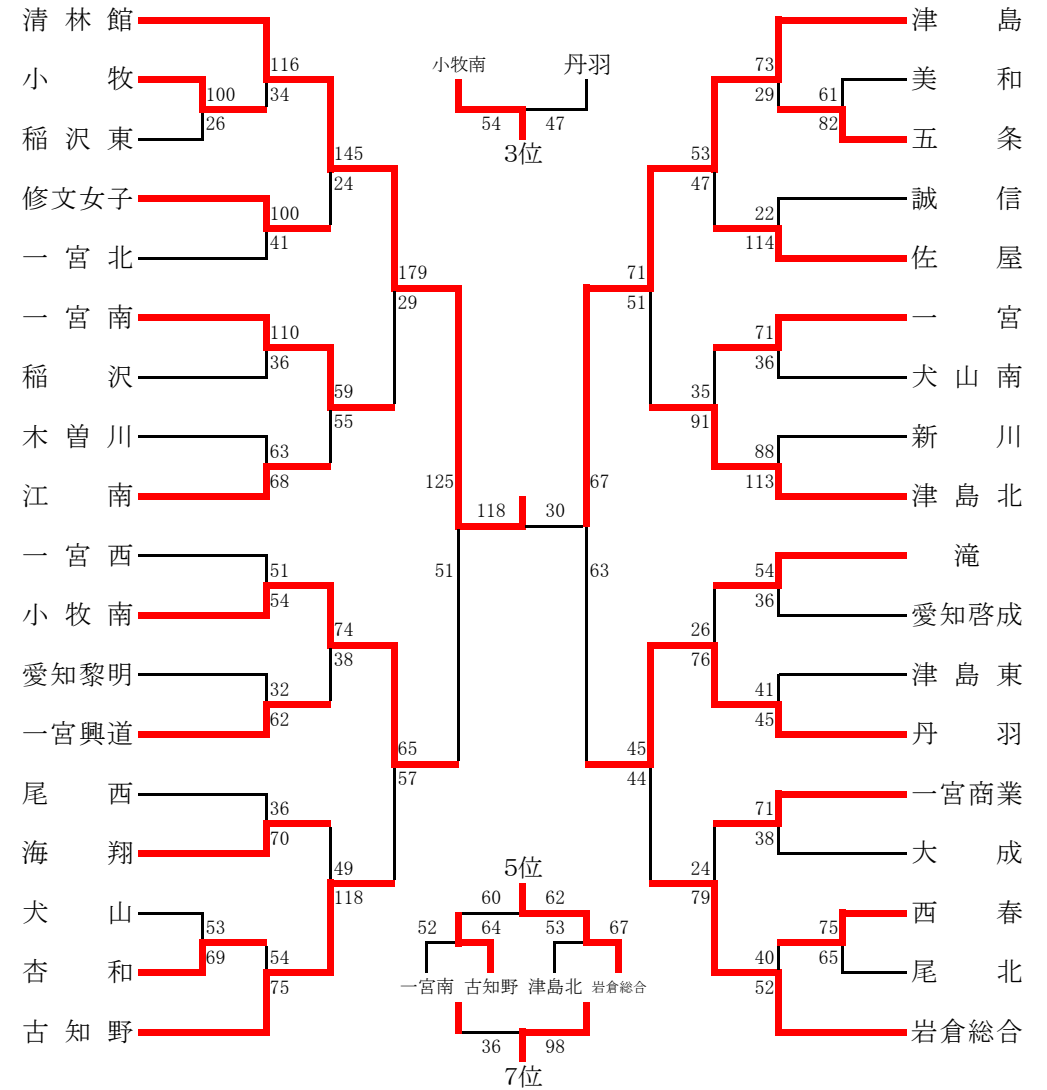 清林館
小牧
稲沢東
修文女子
一宮北
一宮南
稲沢
木曽川
江南
一宮西
小牧南
愛知黎明
一宮興道
尾西
海翔
犬山
杏和
古知野
116
34
100
26
145
24
100
41
179
29
110
36
59
55
63
68
125
51
51
54
74
38
32
62
65
57
36
70
49
118
53
69
54
75
小牧南 丹羽
54 47
3位
118 30
5位
60 62
52 64 53 67
一宮南 古知野 津島北 岩倉総合
36 98
7位
73
29
61
82
53
47
22
114
71
51
71
36
35
91
88
113
67
63
54
36
26
76
41
45
45
44
71
38
24
79
75
65
40
52
津島
美和
五条
誠信
佐屋
一宮
犬山南
新川
津島北
滝
愛知啓成
津島東
丹羽
一宮商業
大成
西春
尾北
岩倉総合